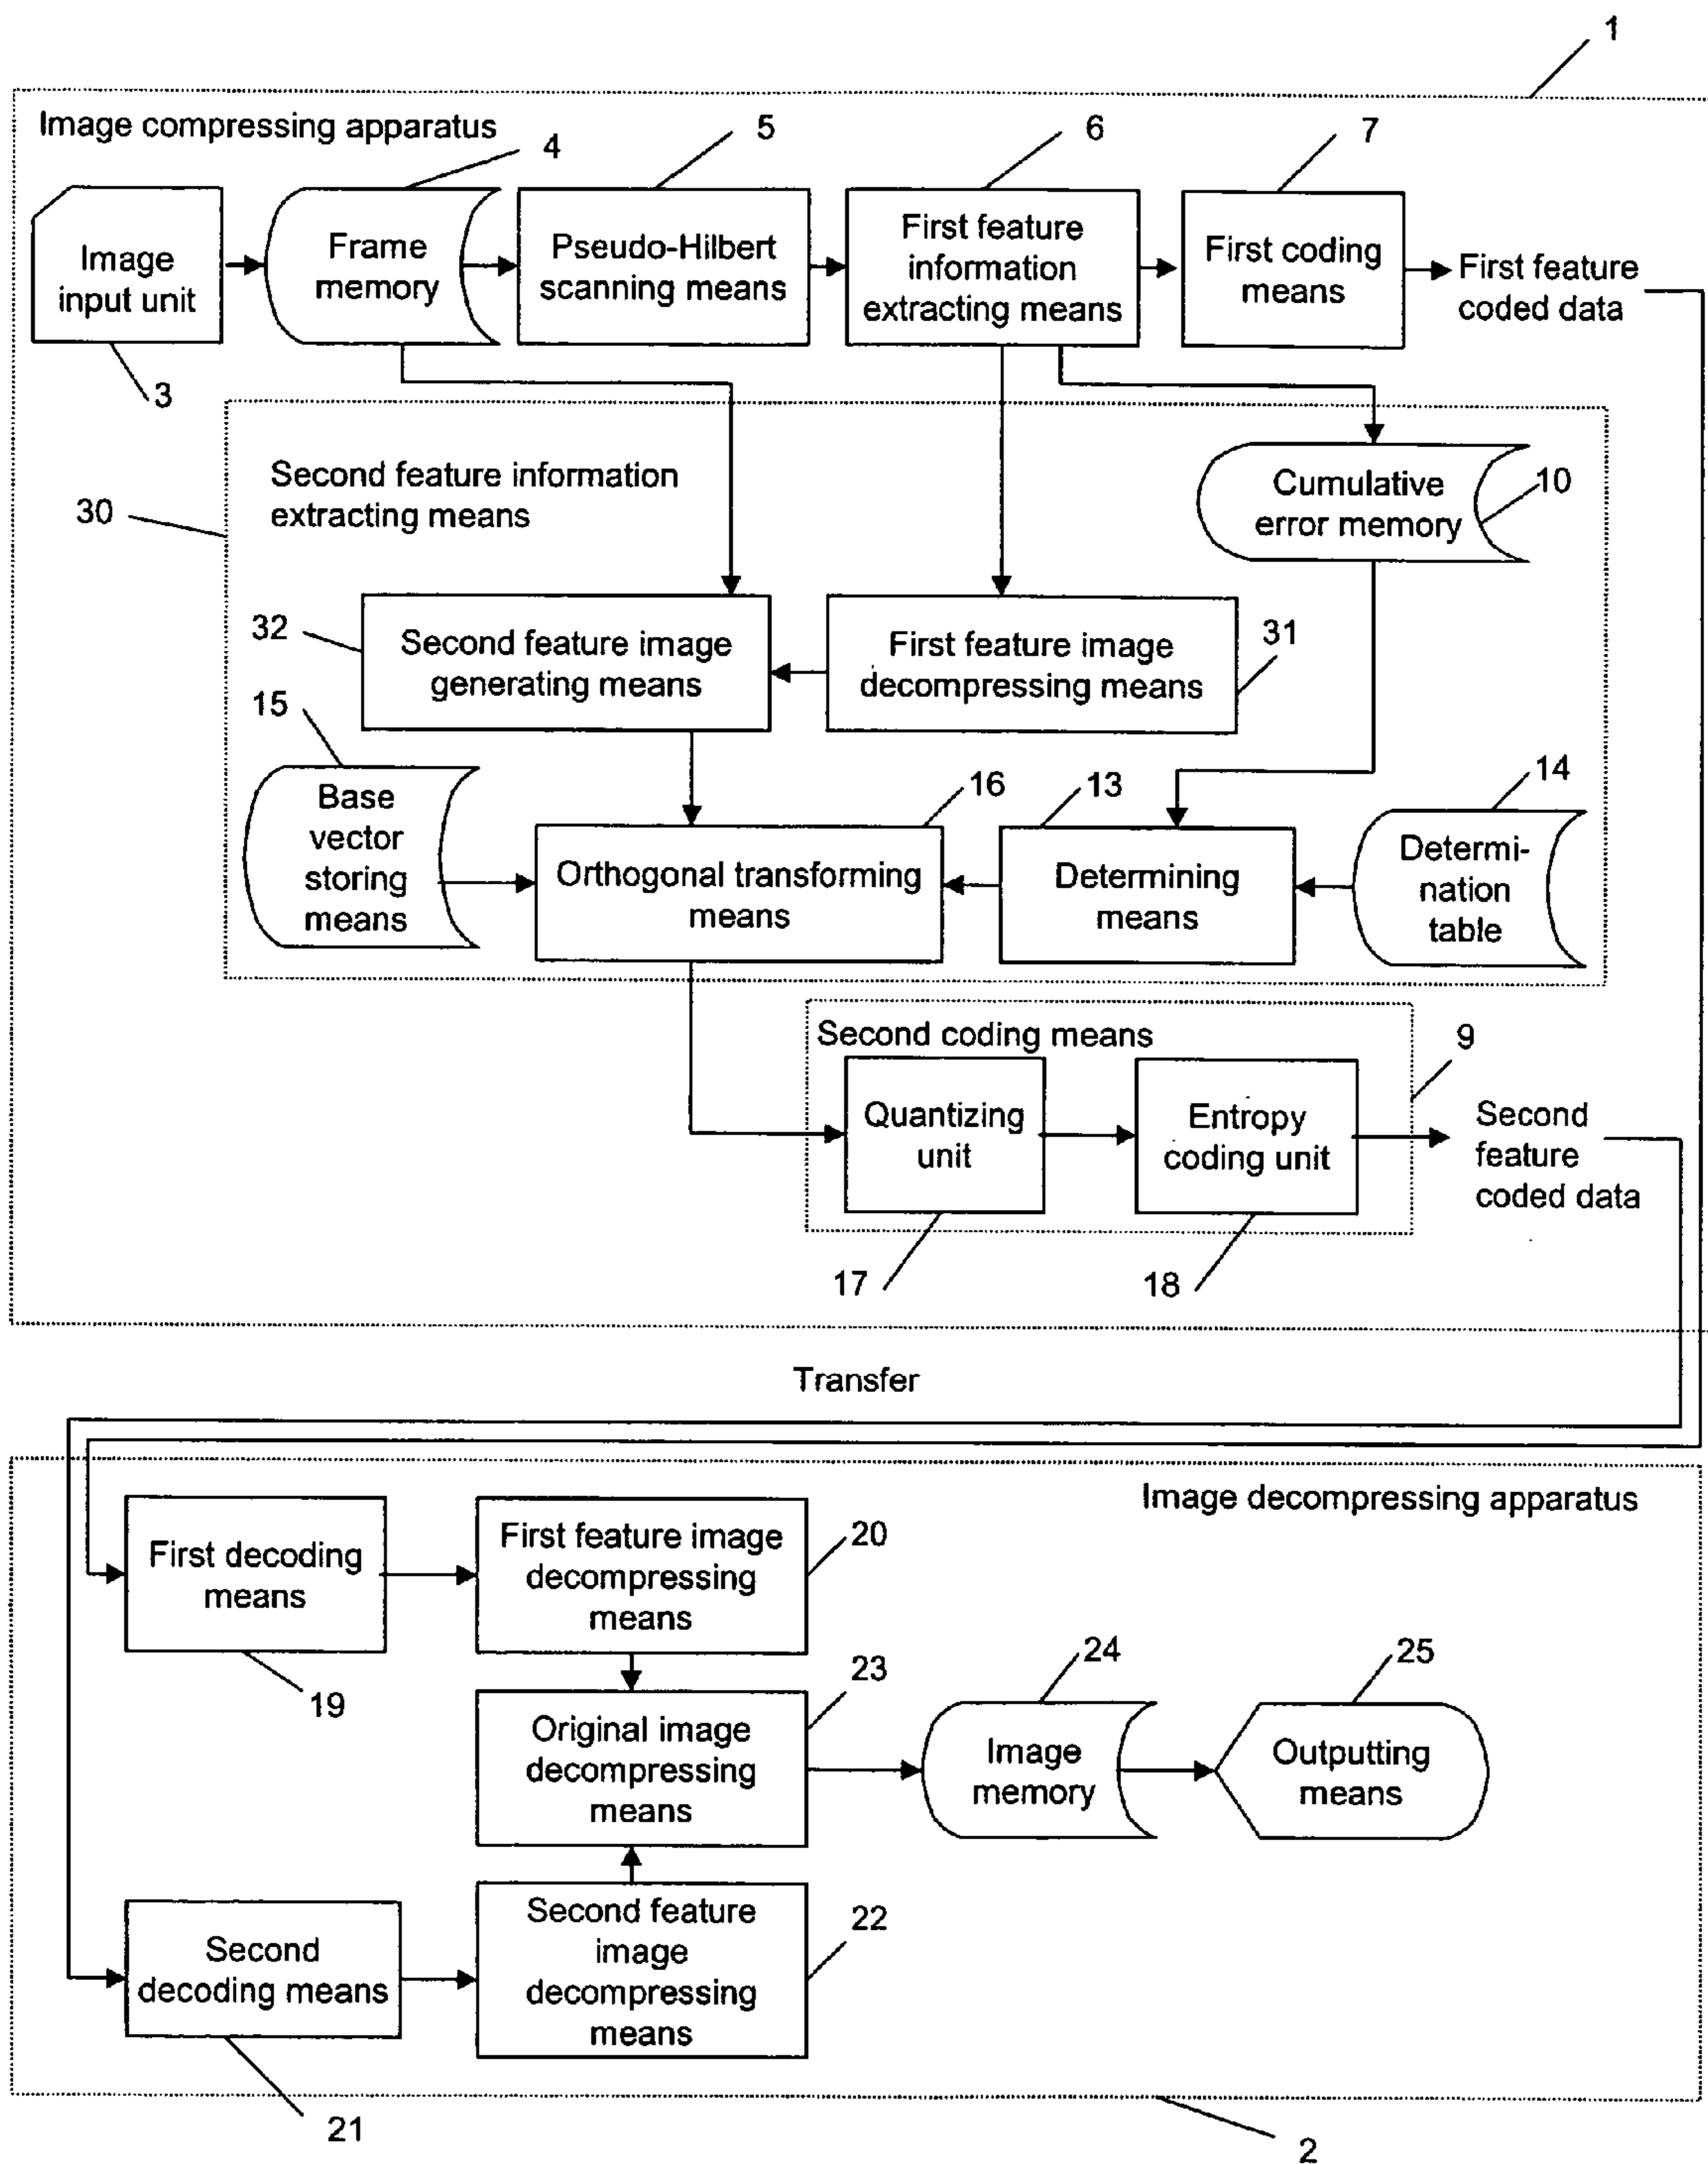 1
Image compressing apparatus
4
5
6
7
Image
input unit
Frame
memory
Pseudo-Hilbert
scanning means
First feature
information
extracting means
First coding
means
First feature
coded data
3
30
Second feature information
extracting means
Cumulative
error memory
10
32
Second feature image
generating means
First feature image
decompressing means
31
15
Base
vector
storing
means
16
Orthogonal transforming
means
13
Determining
means
14
Determi-
nation
table
Second coding means
9
Quantizing
unit
Entropy
coding unit
Second
feature
coded data
17
18
Transfer
Image decompressing apparatus
First decoding
means
19
First feature image
decompressing
means
20
Original image
decompressing
means
23
Image
memory
24
Outputting
means
25
Second
decoding means
21
Second feature
image
decompressing
means
22
2